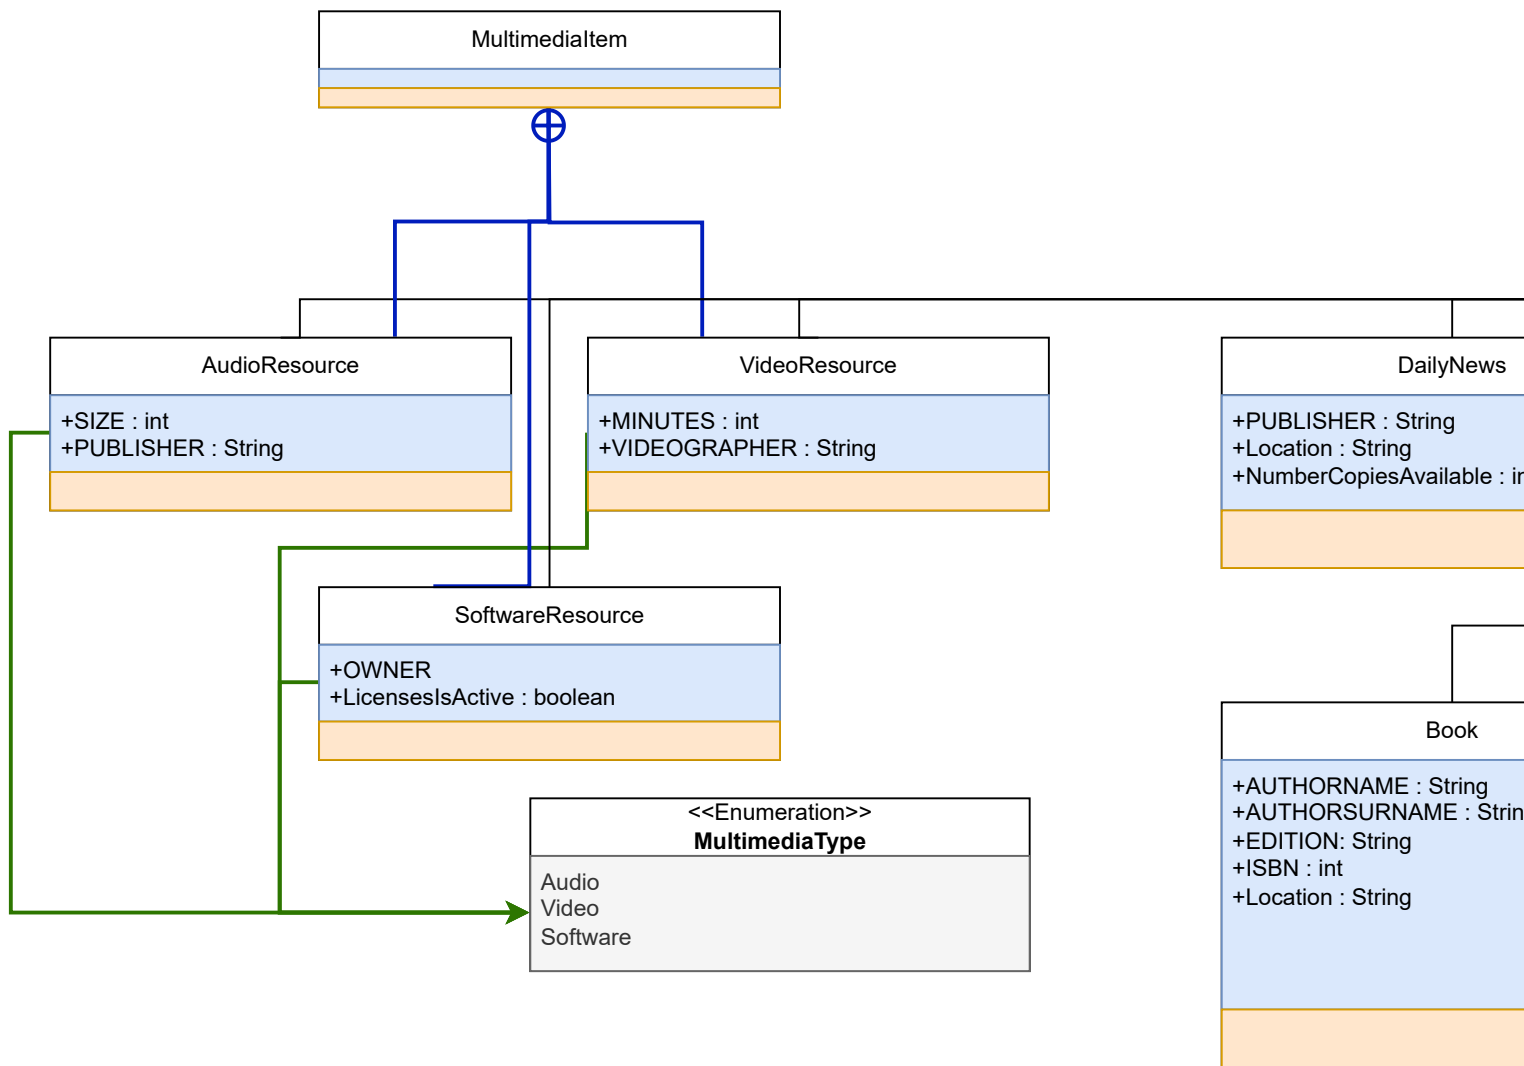 MultimediaItem
AudioResource
+SIZE : int
+PUBLISHER : String
VideoResource
+MINUTES : int
+VIDEOGRAPHER : String
DailyNews
+PUBLISHER : String
+Location : String
+NumberCopiesAvailable :
SoftwareResource
+OWNER
+LicensesIsActive : boolean
<<Enumeration>>
MultimediaType
Audio
Video
Software
Book
+AUTHORNAME : String
+AUTHORSURNAME : Strin
+EDITION: String
+ISBN : int
+Location : String